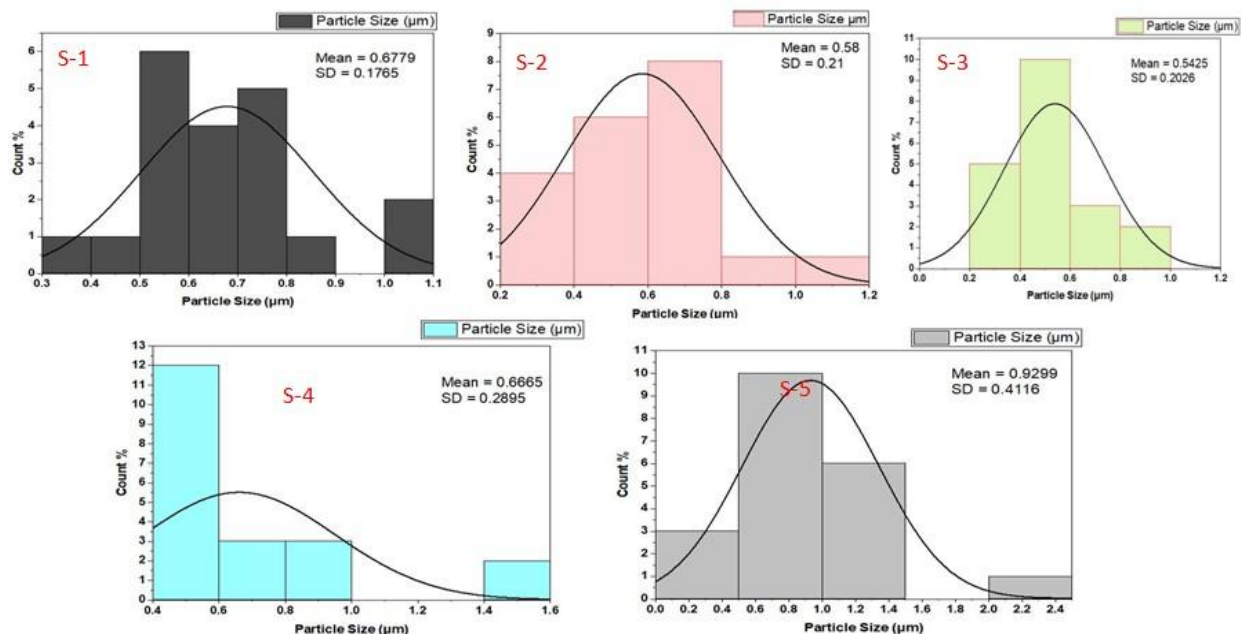 Particle Size (µm)
S-1
Mean = 0.6779
SD = 0.1765
Count %
6
5
4
3
2
1
0
0.3 0.4 0.5 0.6 0.7 0.8 0.9 1.0 1.1
Particle Size (µm)
Particle Size µm
S-2
Mean = 0.58
SD = 0.21
Count %
9
8
7
6
5
4
3
2
1
0
0.2 0.4 0.6 0.8 1.0 1.2
Particle Size (µm)
Particle Size (µm)
S-3
Mean = 0.5425
SD = 0.2026
Count %
11
10
9
8
7
6
5
4
3
2
1
0
0.0 0.2 0.4 0.6 0.8 1.0 1.2
Particle Size (µm)
Particle Size (µm)
S-4
Mean = 0.6665
SD = 0.2895
Count %
13
12
11
10
9
8
7
6
5
4
3
2
1
0
0.4 0.6 0.8 1.0 1.2 1.4 1.6
Particle Size (µm)
Particle Size (µm)
S-5
Mean = 0.9299
SD = 0.4116
Count %
11
10
9
8
7
6
5
4
3
2
1
0
0.0 0.2 0.4 0.6 0.8 1.0 1.2 1.4 1.6 1.8 2.0 2.2 2.4
Particle Size (µm)